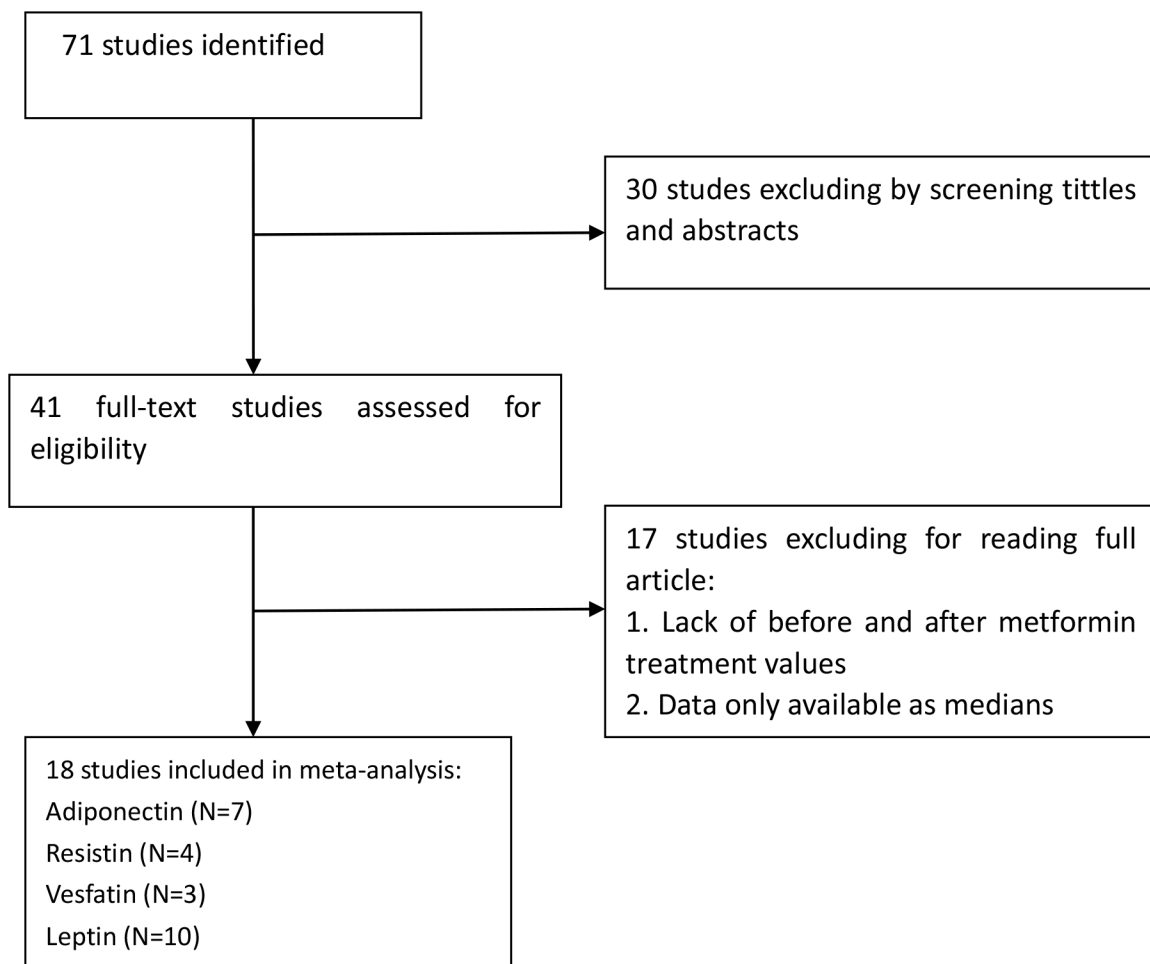 71 studies identified
30 studes excluding by screening tittles
and abstracts
41 full-text studies assessed for
eligibility
17 studies excluding for reading full
article:
1. Lack of before and after metformin
treatment values
2. Data only available as medians
18 studies included in meta-analysis:
Adiponectin (N=7)
Resistin (N=4)
Vesfatin (N=3)
Leptin (N=10)